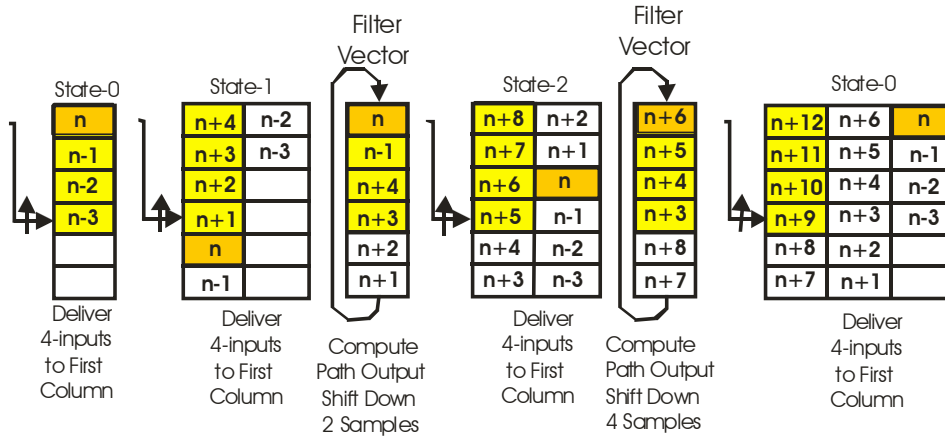 Filter
Vector
Filter
Vector
State-0
State-1
State-2
State-0
n
n-1
n-2
n-3
n+4 n-2
n+3 n-3
n+2
n+1
n
n-1
n
n-1
n+4
n+3
n+2
n+1
n+8 n+2
n+7 n+1
n+6 n
n+5 n-1
n+4 n-2
n+3 n-3
n+6
n+5
n+4
n+3
n+8
n+7
n+12 n+6 n
n+11 n+5 n-1
n+10 n+4 n-2
n+9 n+3 n-3
n+8 n+2
n+7 n+1
Deliver
4-inputs
to First
Column
Deliver
4-inputs
to First
Column
Compute
Path Output
Shift Down
2 Samples
Deliver
4-inputs
to First
Column
Compute
Path Output
Shift Down
4 Samples
Deliver
4-inputs
to First
Column